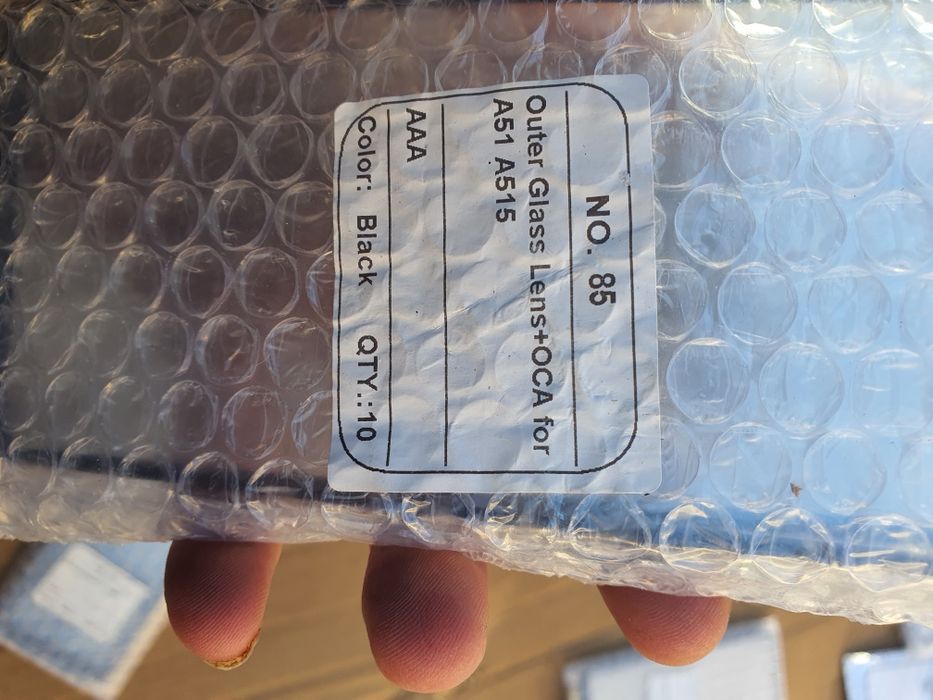 NO. 85
Outer Glass Lens+OCA for
A51 A515
AAA
Color: Black QTY.:10